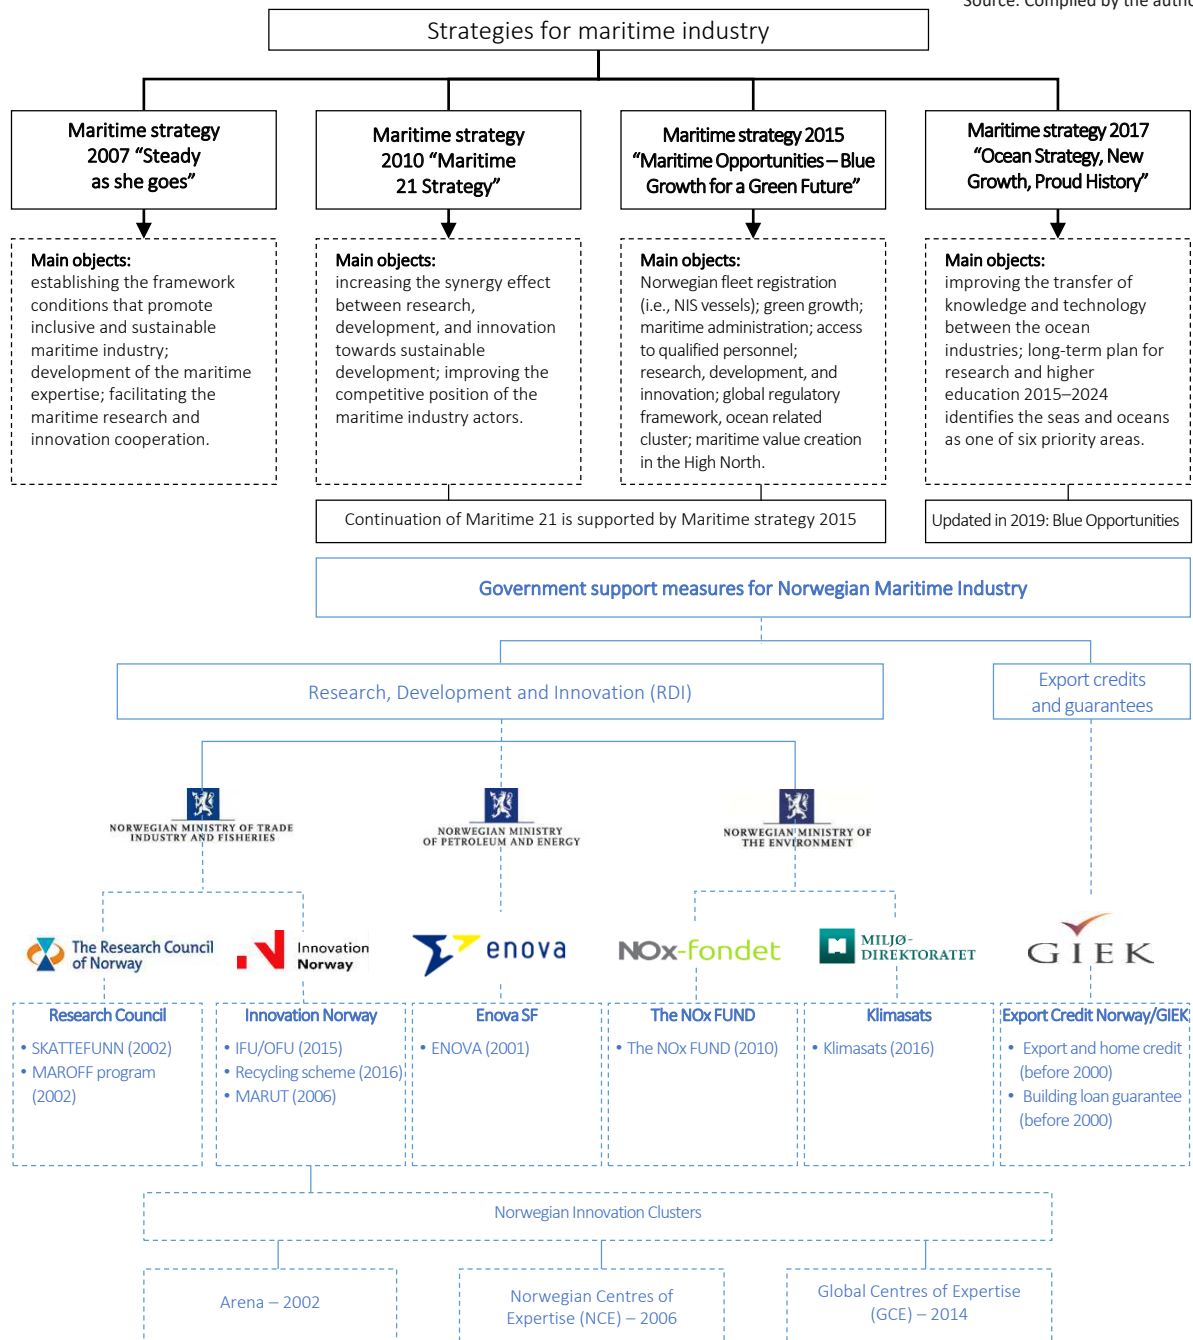 Source: Compiled by the autho
Strategies for maritime industry
Maritime strategy
2007 “Steady
as she goes”
Maritime strategy
2010 “Maritime
21 Strategy”
Maritime strategy 2015
“Maritime Opportunities – Blue
Growth for a Green Future”
Maritime strategy 2017
“Ocean Strategy, New
Growth, Proud History”
Main objects:
establishing the framework
conditions that promote
inclusive and sustainable
maritime industry;
development of the maritime
expertise; facilitating the
maritime research and
innovation cooperation.
Main objects:
increasing the synergy effect
between research,
development, and innovation
towards sustainable
development; improving the
competitive position of the
maritime industry actors.
Main objects:
Norwegian fleet registration
(i.e., NIS vessels); green growth;
maritime administration; access
to qualified personnel;
research, development, and
innovation; global regulatory
framework, ocean related
cluster; maritime value creation
in the High North.
Main objects:
improving the transfer of
knowledge and technology
between the ocean
industries; long-term plan for
research and higher
education 2015–2024
identifies the seas and oceans
as one of six priority areas.
Continuation of Maritime 21 is supported by Maritime strategy 2015
Updated in 2019: Blue Opportunities
Government support measures for Norwegian Maritime Industry
Research, Development and Innovation (RDI)
Export credits
and guarantees
NORWEGIAN MINISTRY OF TRADE
INDUSTRY AND FISHERIES
NORWEGIAN MINISTRY
OF PETROLEUM AND ENERGY
NORWEGIAN MINISTRY OF
THE ENVIRONMENT
The Research Council
of Norway
Innovation
Norway
enova
NOx-fondet
MILJØ-
DIREKTORATET
GIEK
Research Council
• SKATTEFUNN (2002)
• MAROFF program
(2002)
Innovation Norway
• IFU/OFU (2015)
• Recycling scheme (2016)
• MARUT (2006)
Enova SF
• ENOVA (2001)
The NOx FUND
• The NOx FUND (2010)
Klimasats
• Klimasats (2016)
Export Credit Norway/GIEK
• Export and home credit
(before 2000)
• Building loan guarantee
(before 2000)
Norwegian Innovation Clusters
Arena – 2002
Norwegian Centres of
Expertise (NCE) – 2006
Global Centres of Expertise
(GCE) – 2014